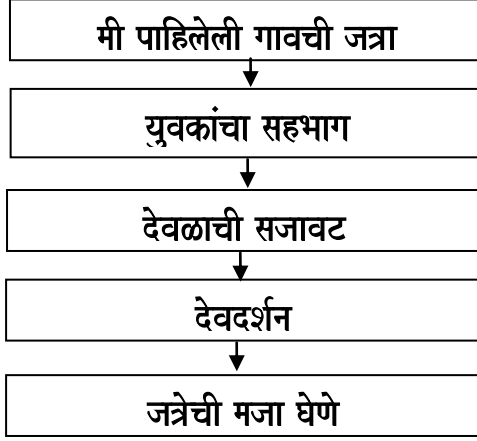 मी पाहिलेली गावची जत्रा
युवकांचा सहभाग
देवळाची सजावट
देवदर्शन
जत्रेची मजा घेणे